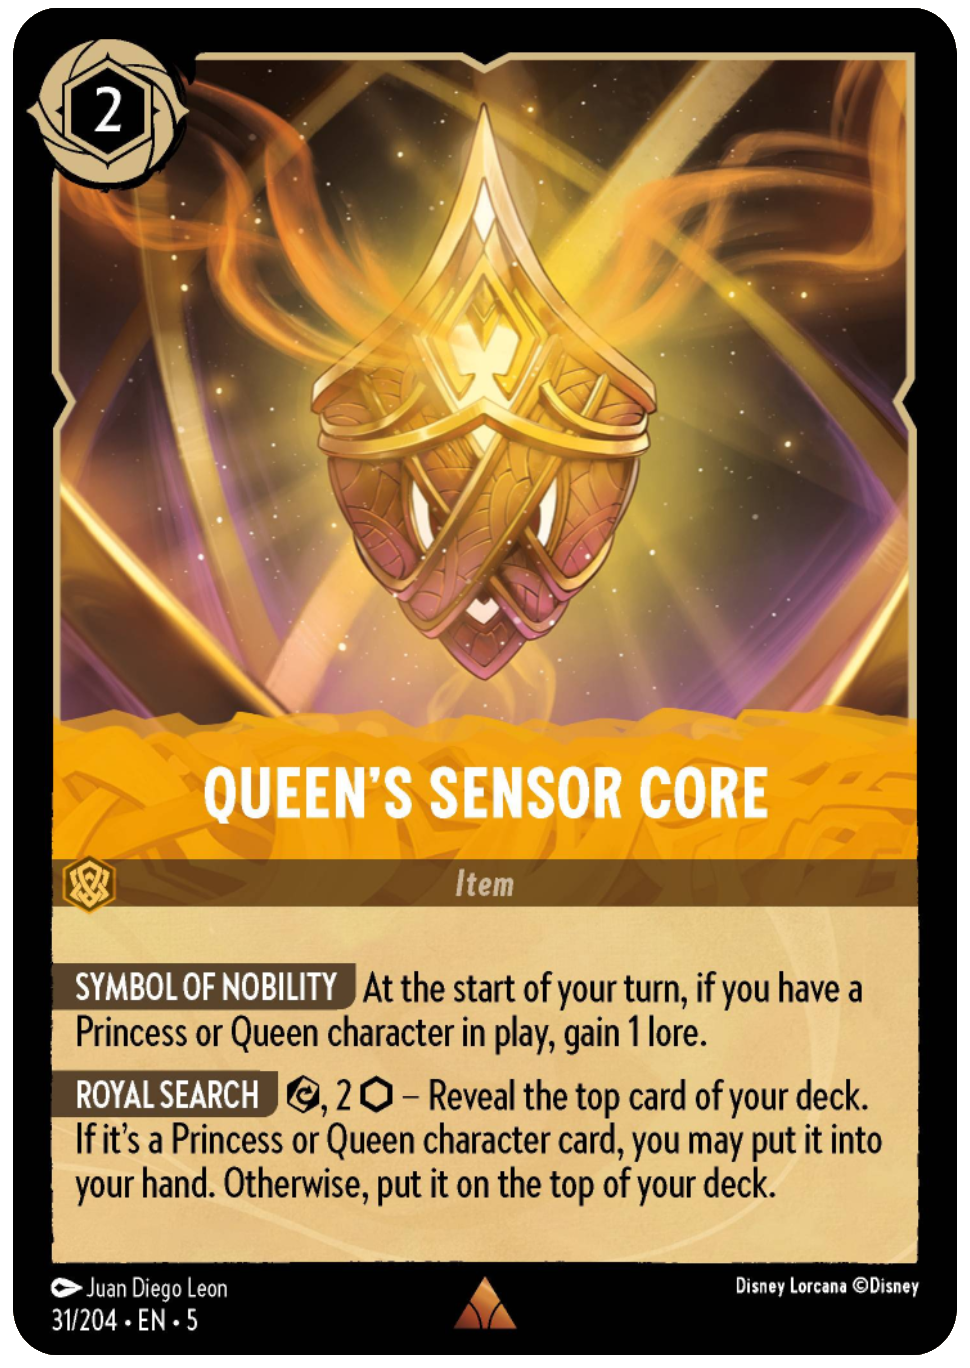 2
QUEEN'S SENSOR CORE
Item
SYMBOL OF NOBILITY At the start of your turn, if you have a
Princess or Queen character in play, gain 1 lore.
ROYAL SEARCH , 2 – Reveal the top card of your deck.
If it's a Princess or Queen character card, you may put it into
your hand. Otherwise, put it on the top of your deck.
Juan Diego Leon
Disney Lorcana ©Disney
31/204 • EN • 5